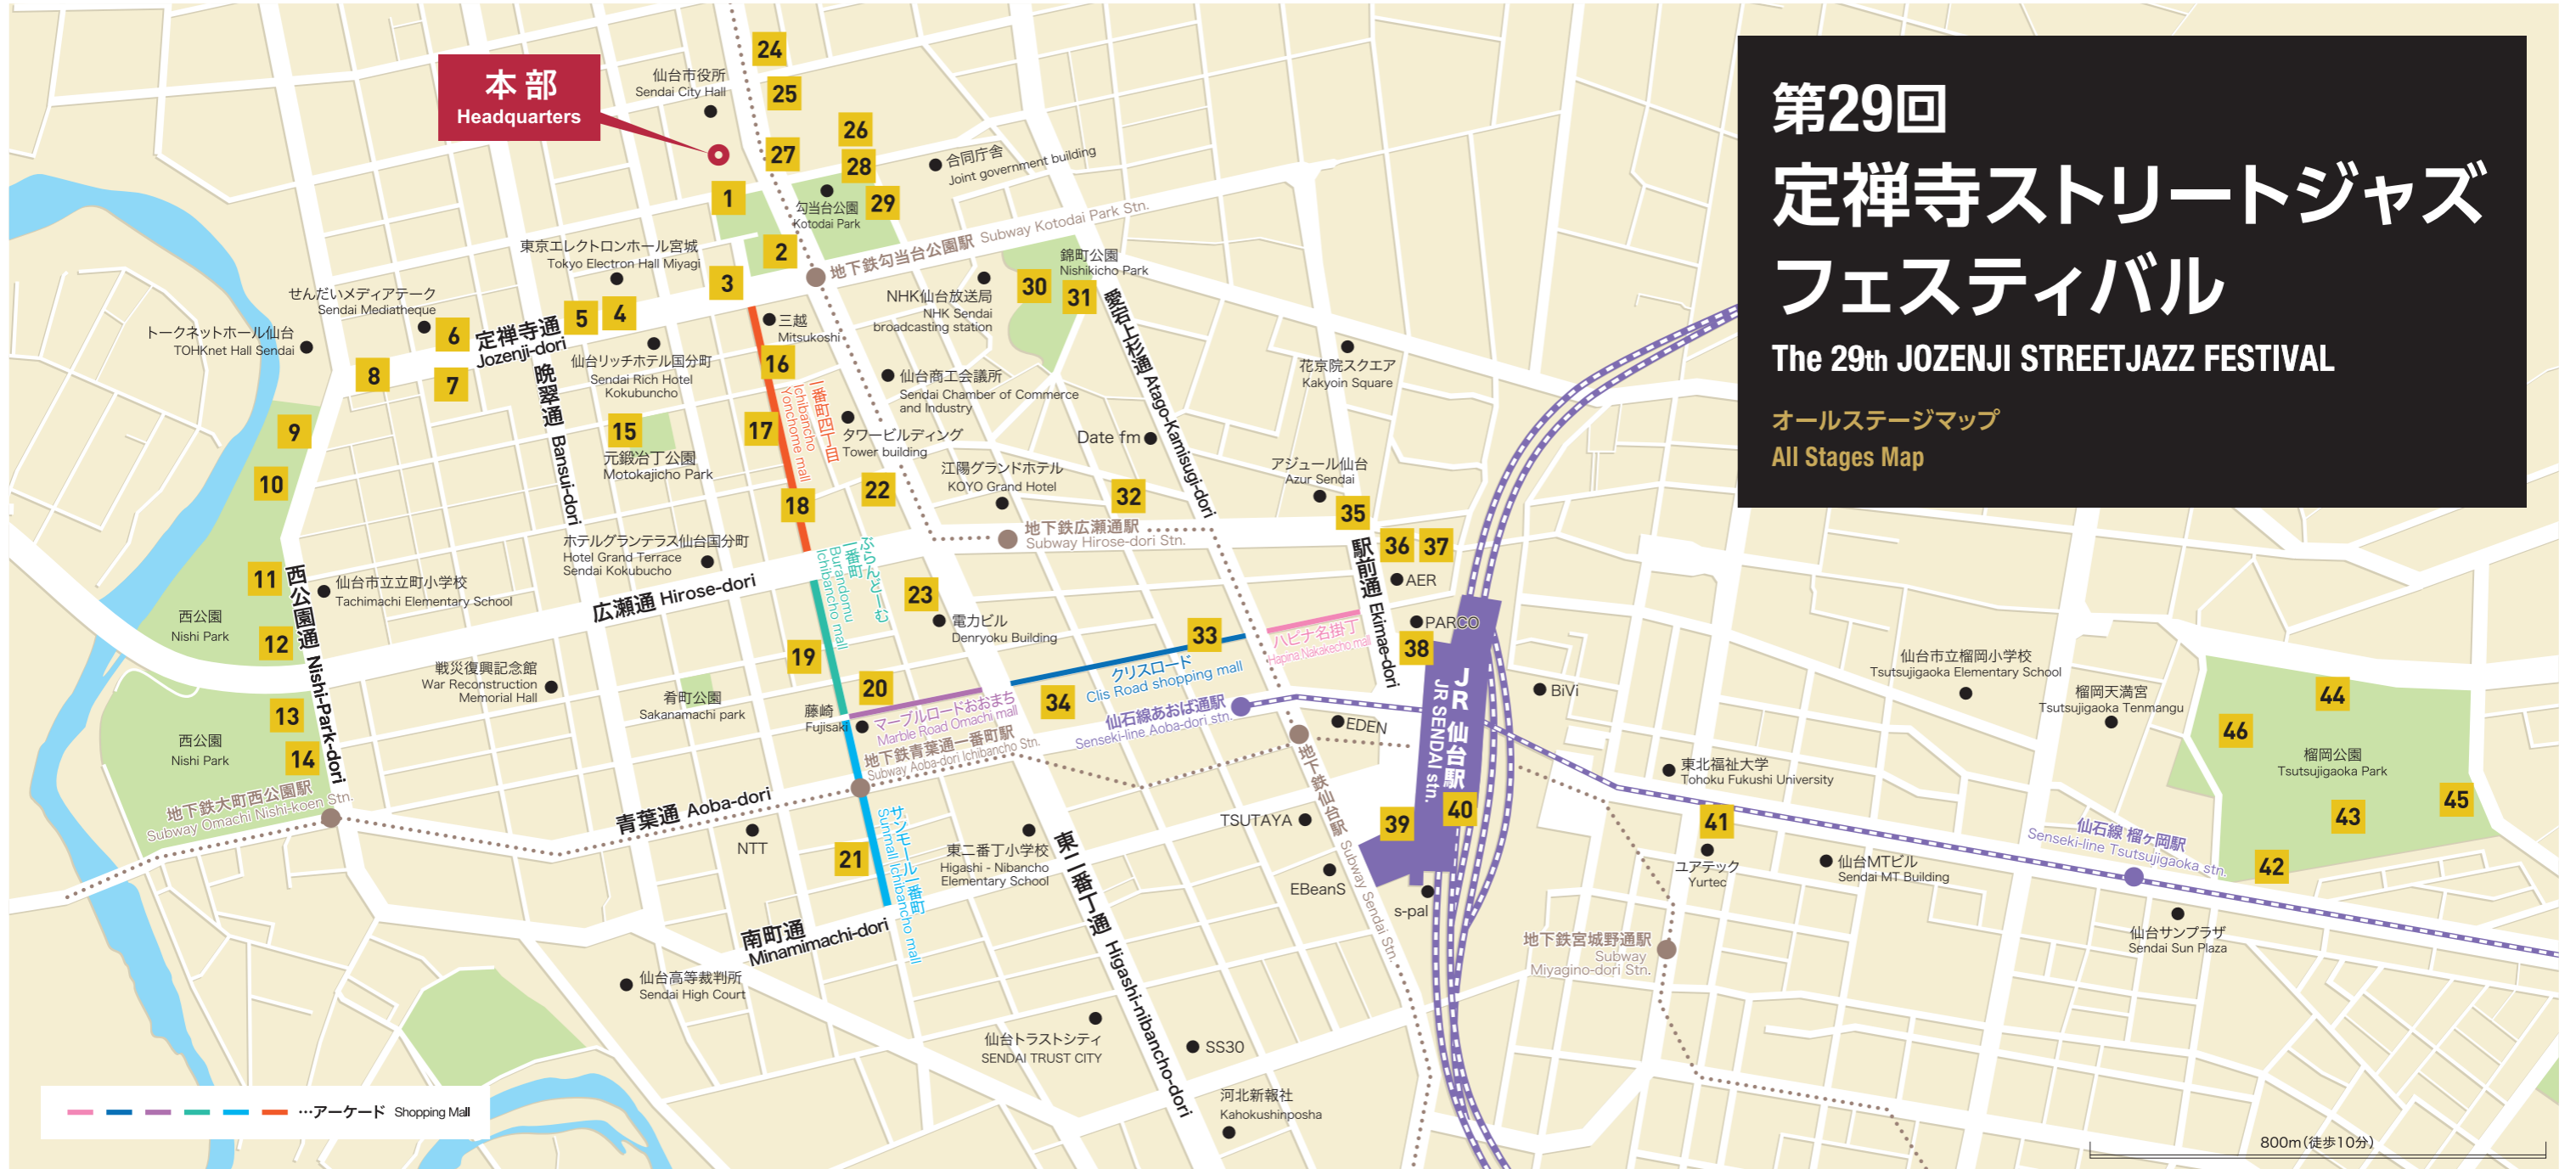 第29回
定禅寺ストリートジャズ
フェスティバル
The 29th JOZENJI STREETJAZZ FESTIVAL
オールステージマップ
All Stages Map
本部
Headquarters
仙台市役所
Sendai City Hall
24
25
26
27
28
29
合同庁舎
Joint government building
1
勾当台公園
Kotodai Park
2
地下鉄勾当台公園駅 Subway Kotodai Park Stn.
東京エレクトロンホール宮城
Tokyo Electron Hall Miyagi
3
錦町公園
Nishikicho Park
30
31
NHK仙台放送局
NHK Sendai
broadcasting station
せんだいメディアテーク
Sendai Mediatheque
トークネットホール仙台
TOHKnet Hall Sendai
6
定禅寺通
Jozenji-dori
5
4
三越
Mitsukoshi
愛宕上杉通 Atago-Kamisugi-dori
8
7
仙台リッチホテル国分町
Sendai Rich Hotel
Kokubuncho
16
一番町四丁目
Ichibancho
Yonchome mall
仙台商工会議所
Sendai Chamber of Commerce
and Industry
花京院スクエア
Kakyoin Square
晩翠通 Bansui-dori
9
15
元鍛冶丁公園
Motokajicho Park
17
タワービルディング
Tower building
Date fm
10
江陽グランドホテル
KOYO Grand Hotel
アジュール仙台
Azur Sendai
18
22
32
35
地下鉄広瀬通駅
Subway Hirose-dori Stn.
36
37
駅前通 Ekimae-dori
AER
ホテルグランテラス仙台国分町
Hotel Grand Terrace
Sendai Kokubucho
広瀬通 Hirose-dori
ぶらんどーむ
一番町
Burandomu
Ichibancho mall
23
電力ビル
Denryoku Building
11
西公園通 Nishi-Park-dori
仙台市立立町小学校
Tachimachi Elementary School
西公園
Nishi Park
12
33
クリスロード
Clis Road shopping mall
ハピナ名掛丁
Hapina Nakakecho mall
PARCO
38
JR 仙台駅
JR SENDAI stn.
戦災復興記念館
War Reconstruction
Memorial Hall
肴町公園
Sakanamachi park
19
20
藤崎
Fujisaki
マーブルロードおおまち
Marble Road Omachi mall
34
仙石線あおば通駅
Senseki-line Aoba-dori stn.
EDEN
BiVi
仙台市立榴岡小学校
Tsutsujigaoka Elementary School
榴岡天満宮
Tsutsujigaoka Tenmangu
44
46
榴岡公園
Tsutsujigaoka Park
43
45
42
13
西公園
Nishi Park
14
地下鉄大町西公園駅
Subway Omachi Nishi-koen Stn.
地下鉄青葉通一番町駅
Subway Aoba-dori Ichibancho Stn.
青葉通 Aoba-dori
NTT
21
サンモール一番町
Sunmall Ichibancho mall
東二番丁小学校
Higashi - Nibancho
Elementary School
東二番丁通 Higashi-nibancho-dori
TSUTAYA
EBeanS
地下鉄仙台駅 Subway Sendai Stn.
39
40
s-pal
東北福祉大学
Tohoku Fukushi University
41
ユアテック
Yurtec
仙台MTビル
Sendai MT Building
仙石線 榴ヶ岡駅
Senseki-line Tsutsujigaoka stn.
仙台サンプラザ
Sendai Sun Plaza
地下鉄宮城野通駅
Subway
Miyagino-dori Stn.
南町通
Minamimachi-dori
仙台高等裁判所
Sendai High Court
仙台トラストシティ
SENDAI TRUST CITY
SS30
河北新報社
Kahokushinposha
…アーケード Shopping Mall
800m(徒歩10分)